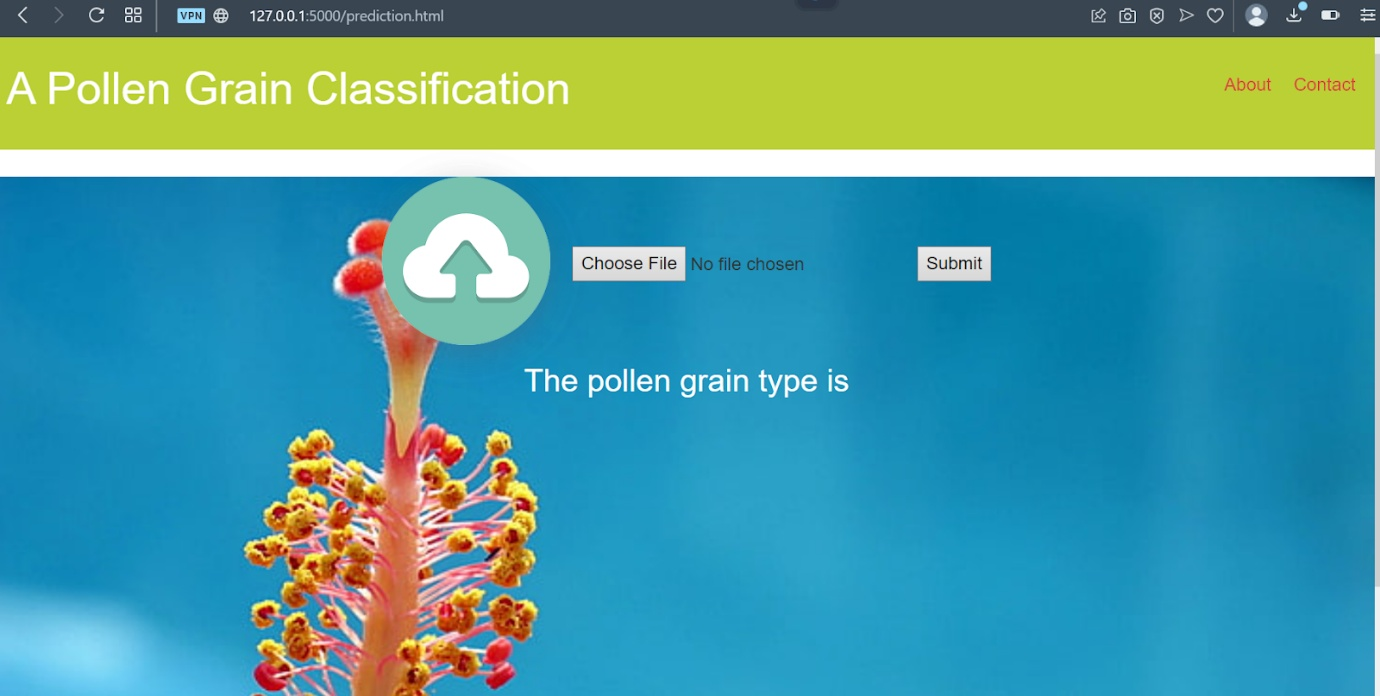 VPN 127.0.0.1:5000/prediction.html
A Pollen Grain Classification
About Contact
Choose File No file chosen Submit
The pollen grain type is